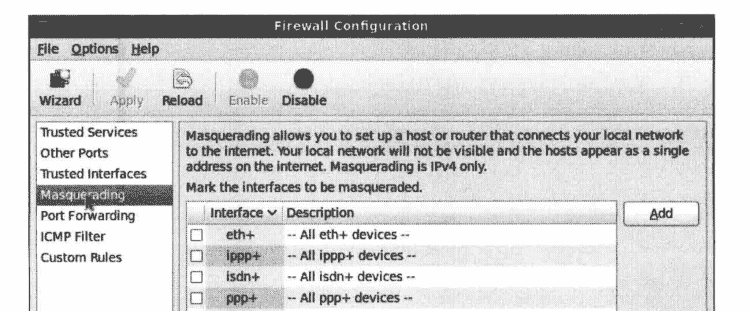 Firewall Configuration
File Options Help
Wizard Apply Reload Enable Disable
Trusted Services
Other Ports
Trusted Interfaces
Masquerading
Port Forwarding
ICMP Filter
Custom Rules
Masquerading allows you to set up a host or router that connects your local network
to the internet. Your local network will not be visible and the hosts appear as a single
address on the internet. Masquerading is IPv4 only.
Mark the interfaces to be masqueraded.
Interface Description
eth+ -- All eth+ devices --
ippp+ -- All ippp+ devices --
isdn+ -- All isdn+ devices --
ppp+ -- All ppp+ devices --
Add